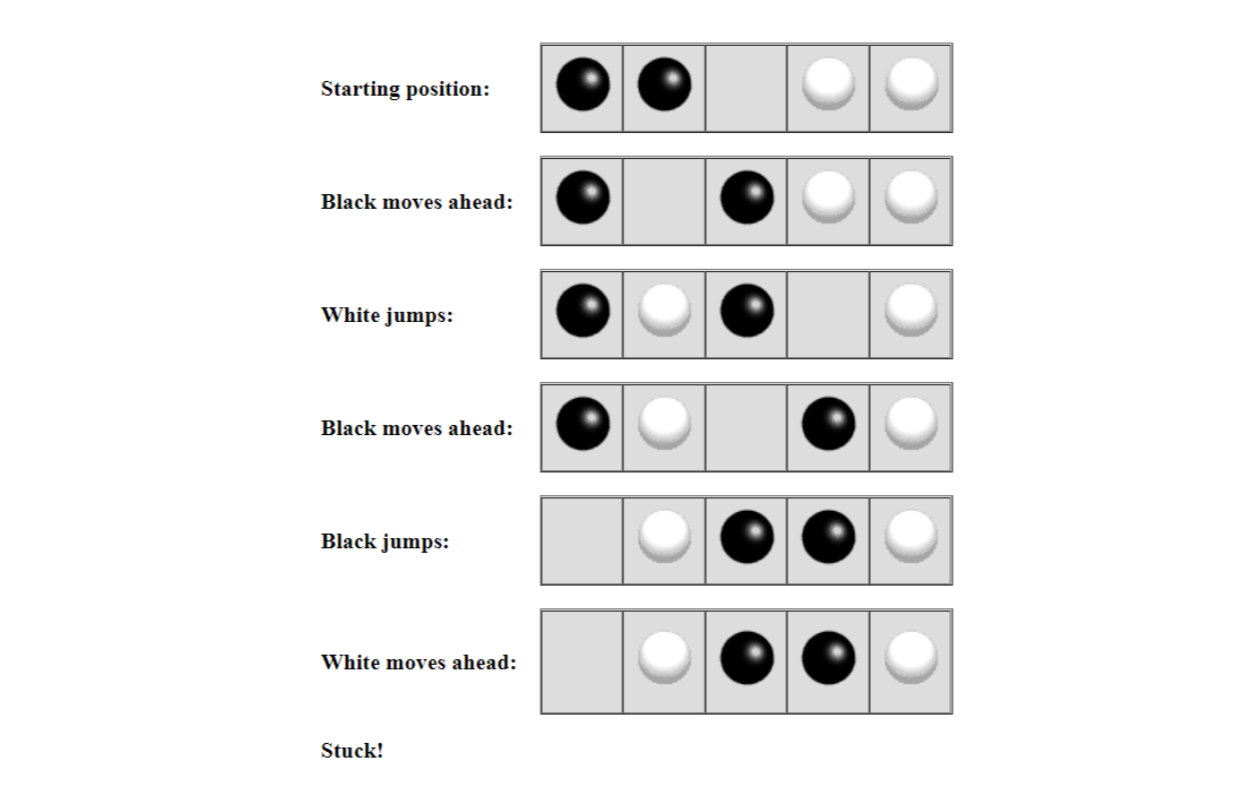 Starting position:
Black moves ahead:
White jumps:
Black moves ahead:
Black jumps:
White moves ahead:
Stuck!